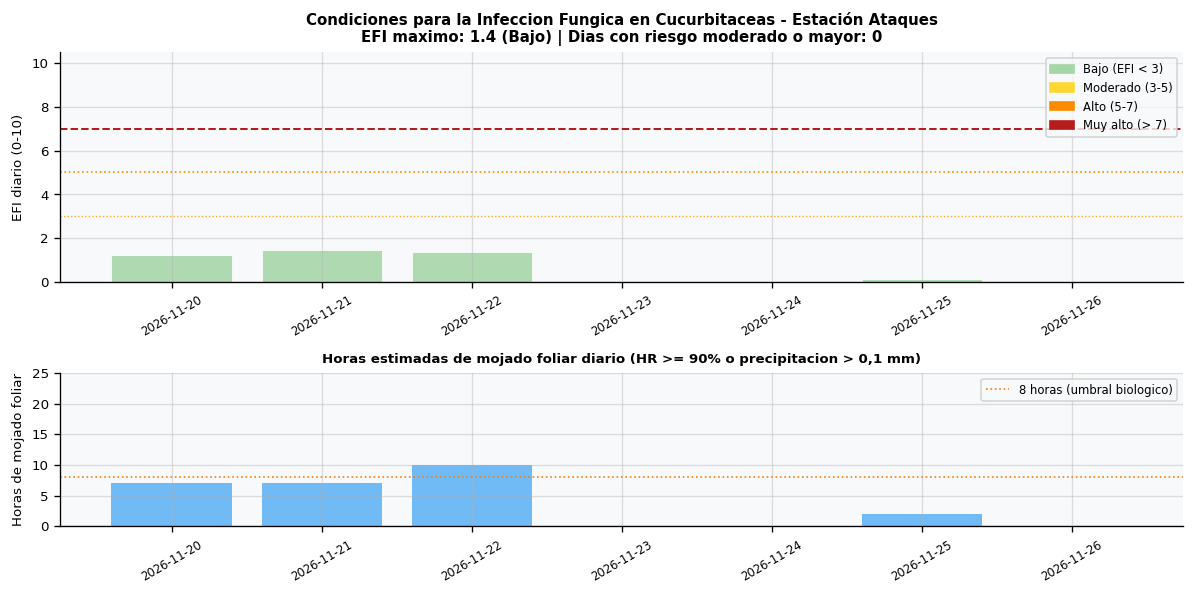 Condiciones para la Infeccion Fungica en Cucurbitaceas - Estación Ataques
EFI maximo: 1.4 (Bajo) | Dias con riesgo moderado o mayor: 0
EFI diario (0-10)
10
8
6
4
2
0
Bajo (EFI < 3)
Moderado (3-5)
Alto (5-7)
Muy alto (> 7)
2026-11-20
2026-11-21
2026-11-22
2026-11-23
2026-11-24
2026-11-25
2026-11-26
Horas estimadas de mojado foliar diario (HR >= 90% o precipitacion > 0,1 mm)
Horas de mojado foliar
25
20
15
10
5
0
8 horas (umbral biologico)
2026-11-20
2026-11-21
2026-11-22
2026-11-23
2026-11-24
2026-11-25
2026-11-26